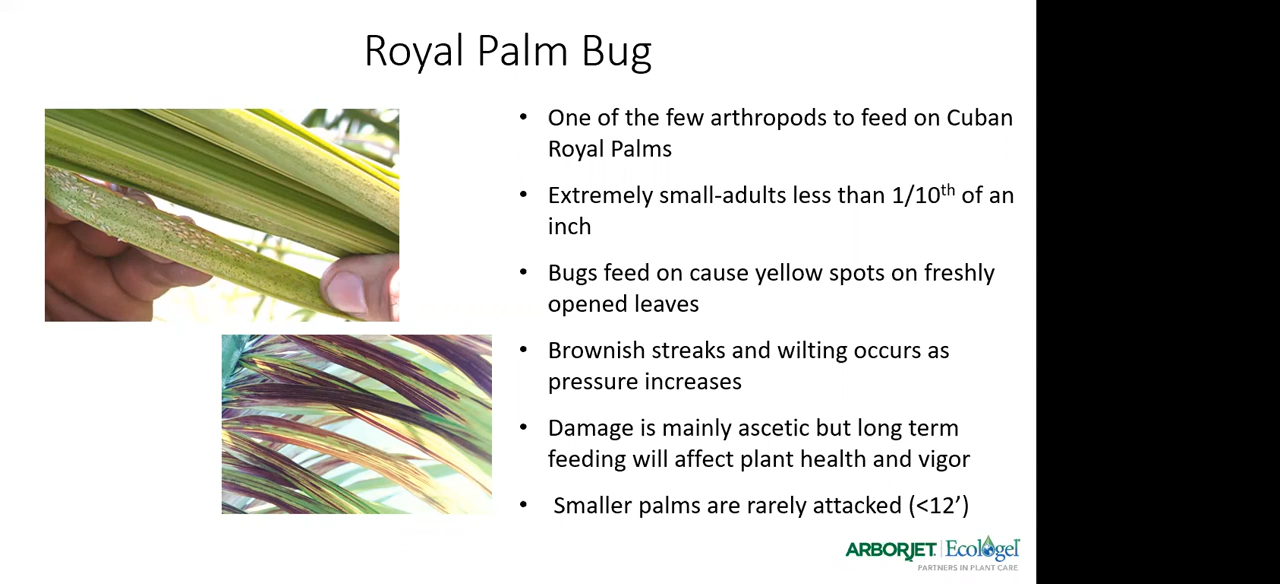 Royal Palm Bug
• One of the few arthropods to feed on Cuban
Royal Palms
• Extremely small-adults less than 1/10th of an
inch
• Bugs feed on cause yellow spots on freshly
opened leaves
• Brownish streaks and wilting occurs as
pressure increases
• Damage is mainly ascetic but long term
feeding will affect plant health and vigor
• Smaller palms are rarely attacked (<12’)
ARBORJET | Ecologel
PARTNERS IN PLANT CARE